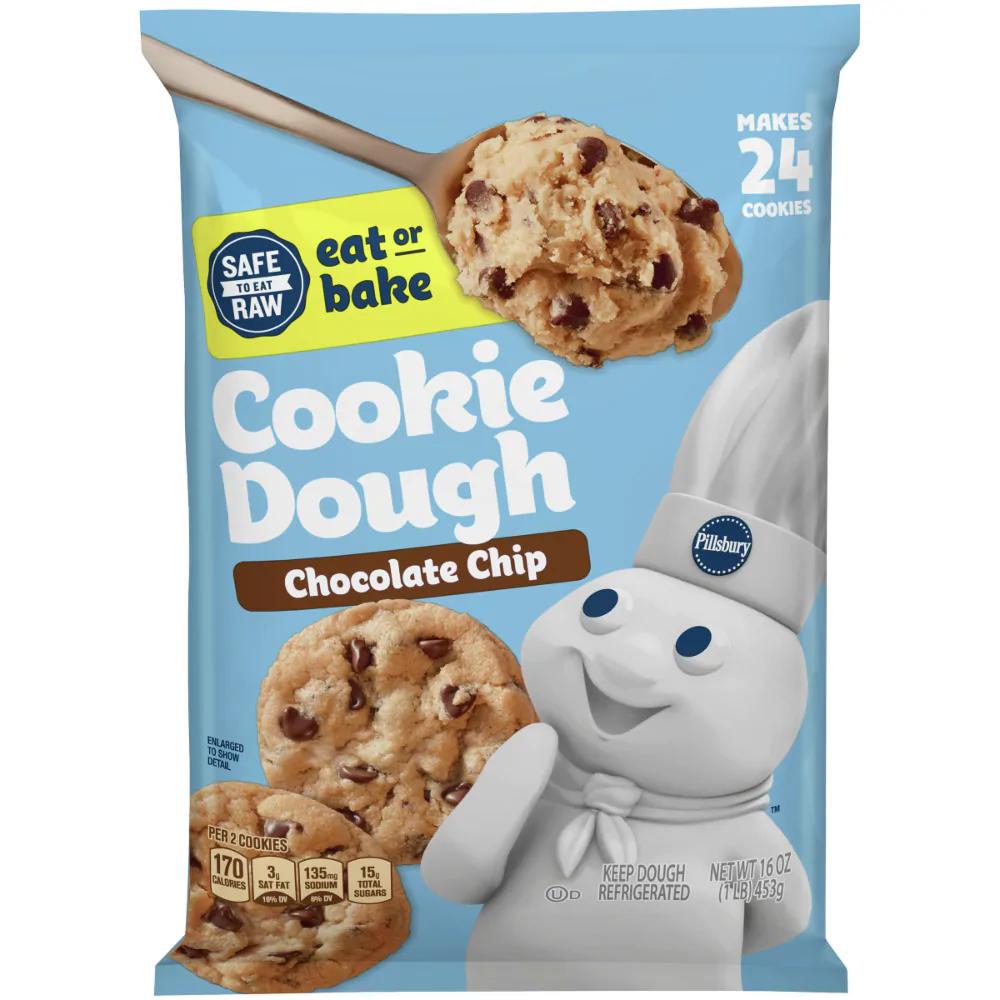 MAKES
24
COOKIES
SAFE
TO EAT
RAW
eat or
bake
Cookie
Dough
Chocolate Chip
Pillsbury
ENLARGED
TO SHOW
DETAIL
PER 2 COOKIES
170
CALORIES
3g
SAT FAT
16% DV
135mg
SODIUM
6% DV
15g
TOTAL
SUGARS
TM
U D
KEEP DOUGH
REFRIGERATED
NET WT 16 OZ
(1 LB) 453g